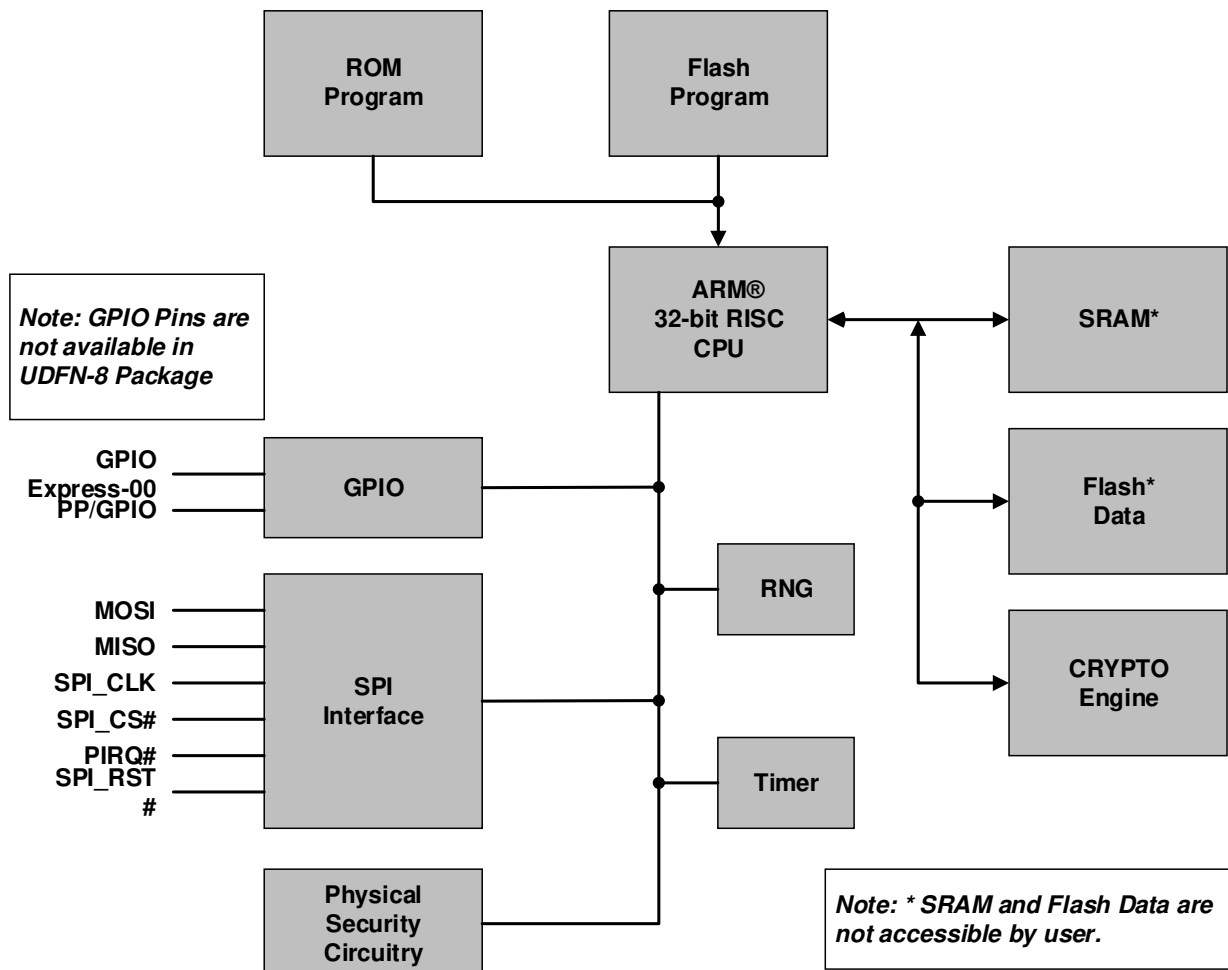 ROM
Program
Flash
Program
ARM®
32-bit RISC
CPU
SRAM*
Note: GPIO Pins are
not available in
UDFN-8 Package
GPIO
Express-00
PP/GPIO
GPIO
Flash*
Data
RNG
MOSI
MISO
SPI_CLK
SPI_CS#
PIRQ#
SPI_RST
#
SPI
Interface
CRYPTO
Engine
Timer
Physical
Security
Circuitry
Note: * SRAM and Flash Data are
not accessible by user.